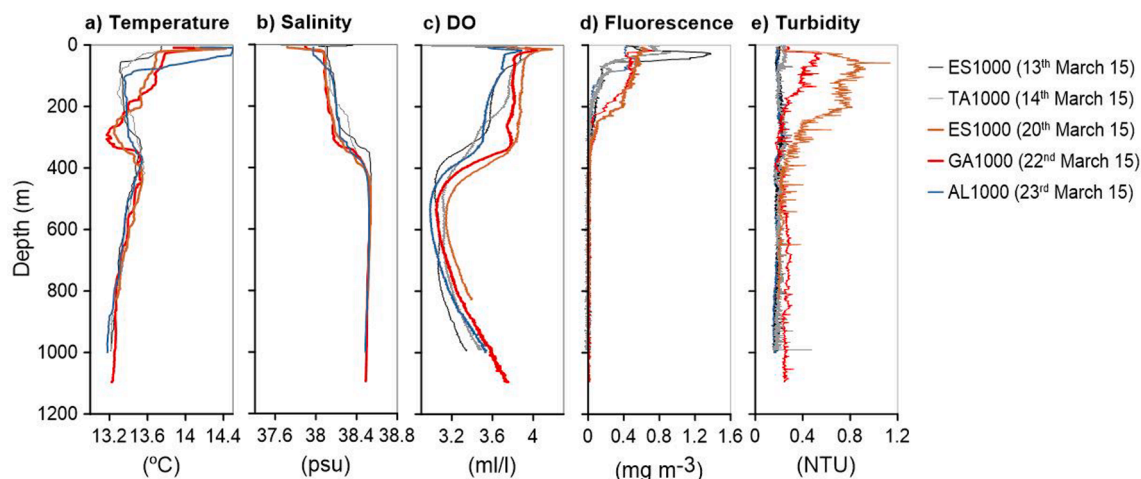 a) Temperature b) Salinity c) DO d) Fluorescence e) Turbidity
0
200
400
600
800
1000
1200
Depth (m)
13.2 13.6 14 14.4
37.6 38 38.4 38.8
3.2 3.6 4
0 0.4 0.8 1.2 1.6
0 0.4 0.8 1.2
(ºC) (psu) (ml/l) (mg m-3) (NTU)
ES1000 (13th March 15)
TA1000 (14th March 15)
ES1000 (20th March 15)
GA1000 (22nd March 15)
AL1000 (23rd March 15)